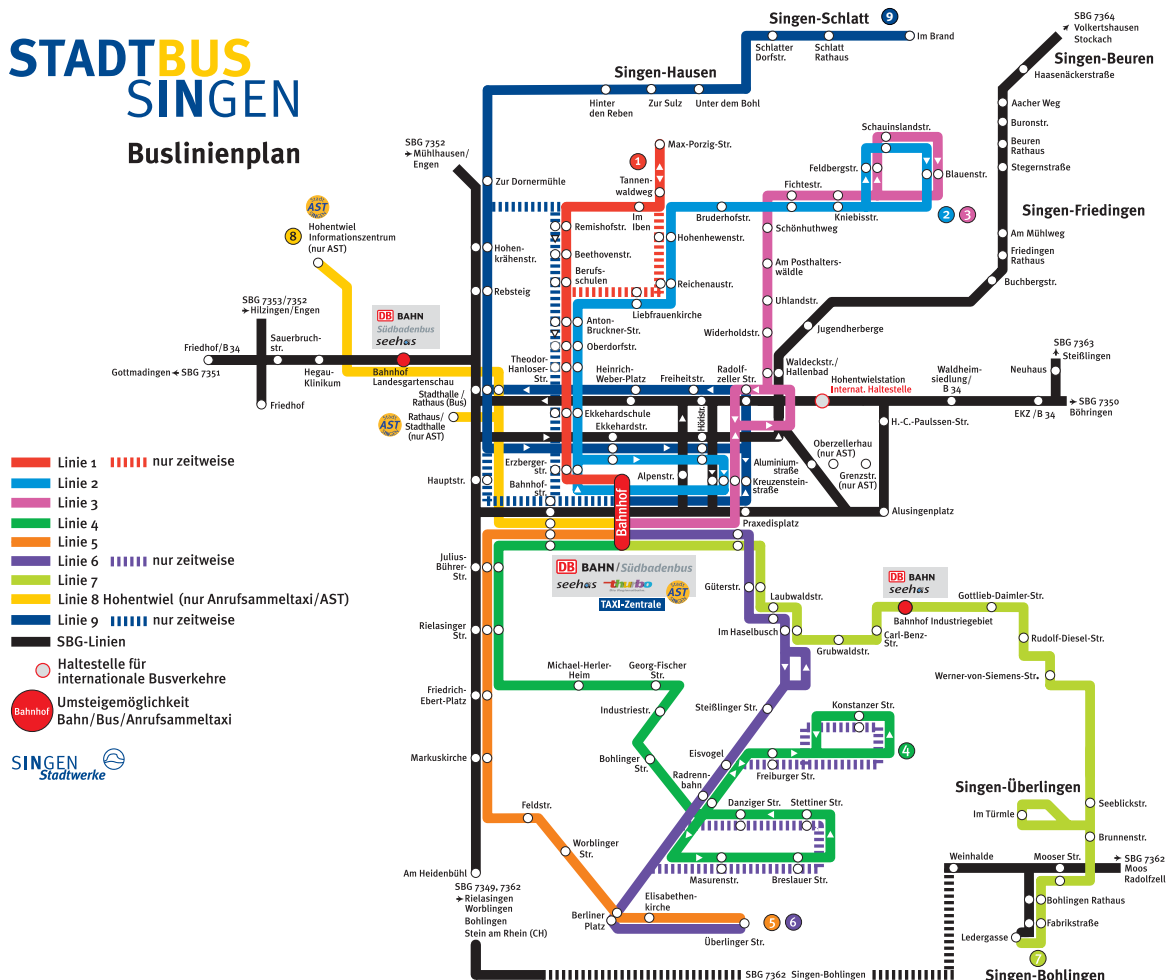 STADTBUS
SINGEN
Buslinienplan
Singen-Schlatt
9
Schlatter
Dorfstr.
Schlatt
Rathaus
Im Brand
SBG 7364
Volkertshausen
Stockach
Singen-Beuren
Haasenäckerstraße
Singen-Hausen
Hinter
den Reben
Zur Sulz
Unter dem Bohl
Aacher Weg
Buronstr.
Beuren
Rathaus
Stegernstraße
SBG 7352
Mühlhausen/
Engen
Zur Dornermühle
1
Max-Porzig-Str.
Tannen-
waldweg
Im
Iben
Schauinslandstr.
Feldbergstr.
Blauenstr.
Fichtestr.
Kniebisstr.
2
3
Bruderhofstr.
Schönhuthweg
Singen-Friedingen
Am Mühlweg
Friedingen
Rathaus
Buchbergstr.
Stadt
AST
SINGEN
8
Hohentwiel
Informationszentrum
(nur AST)
Hohen-
krähenstr.
Rebsteig
Remishofstr.
Beethovenstr.
Berufs-
schulen
Hohenhewenstr.
Reichenaustr.
Liebfrauenkirche
Am Posthalters-
wäldle
Uhlandstr.
Widerholdstr.
Jugendherberge
SBG 7353/7352
Hilzingen/Engen
Friedhof/B 34
Gottmadingen
SBG 7351
Sauerbruch-
str.
Hegau-
Klinikum
Friedhof
DB BAHN
Südbadenbus
seehas
Bahnhof
Landesgartenschau
Anton-
Bruckner-Str.
Oberdorfstr.
Theodor-
Hanloser-
Str.
Heinrich-
Weber-Platz
Freiheitstr.
Radolf-
zeller Str.
Waldeckstr./
Hallenbad
Hohentwielstation
Internat. Haltestelle
Waldheim-
siedlung/
B 34
Neuhaus
SBG 7363
Steißlingen
EKZ /B 34
SBG 7350
Böhringen
Stadthalle/
Rathaus (Bus)
Stadt
AST
SINGEN
Rathaus/
Stadthalle
(nur AST)
Ekkehardschule
Ekkehardstr.
Höristr.
H.-C.-Paulssen-Str.
Oberzellerhau
(nur AST)
Grenzstr.
(nur AST)
Erzberger-
str.
Bahnhof-
str.
Hauptstr.
Alpenstr.
Aluminium-
straße
Kreuzenstein-
straße
Alusingenplatz
Praxedisplatz
Bahnhof
Linie 1
nur zeitweise
Linie 2
Linie 3
Linie 4
Linie 5
Linie 6
nur zeitweise
Linie 7
Linie 8 Hohentwiel (nur Anrufsammeltaxi/AST)
Linie 9
nur zeitweise
SBG-Linien
Haltestelle für
internationale Busverkehre
Bahnhof
Umsteigemöglichkeit
Bahn/Bus/Anrufsammeltaxi
SINGEN
Stadtwerke
DB BAHN/Südbadenbus
seehas
thurbo
Stadt
AST
SINGEN
TAXI-Zentrale
Julius-
Bührer-
Str.
Rielasinger
Str.
Friedrich-
Ebert-Platz
Markuskirche
Am Heidenbühl
Güterstr.
Laubwaldstr.
Im Haselbusch
Grubwaldstr.
Carl-Benz-
Str.
DB BAHN
seehas
Bahnhof Industriegebiet
Gottlieb-Daimler-Str.
Rudolf-Diesel-Str.
Werner-von-Siemens-Str.
Michael-Herler-
Heim
Georg-Fischer
Str.
Industriestr.
Bohlinger
Str.
Steißlinger Str.
Eisvogel
Radrenn-
bahn
Konstanzer Str.
Freiburger Str.
4
Danziger Str.
Stettiner Str.
Masurenstr.
Breslauer Str.
Feldstr.
Worblinger
Str.
Berliner
Platz
Elisabethen-
kirche
Überlinger Str.
5
6
Singen-Überlingen
Im Türmle
Seeblickstr.
Brunnenstr.
Weinhalde
Mooser Str.
SBG 7362
Moos
Radolfzell
Bohlingen Rathaus
Fabrikstraße
Ledergasse
7
Singen-Bohlingen
SBG 7349, 7362
Rielasingen
Worblingen
Bohlingen
Stein am Rhein (CH)
SBG 7362 Singen-Bohlingen